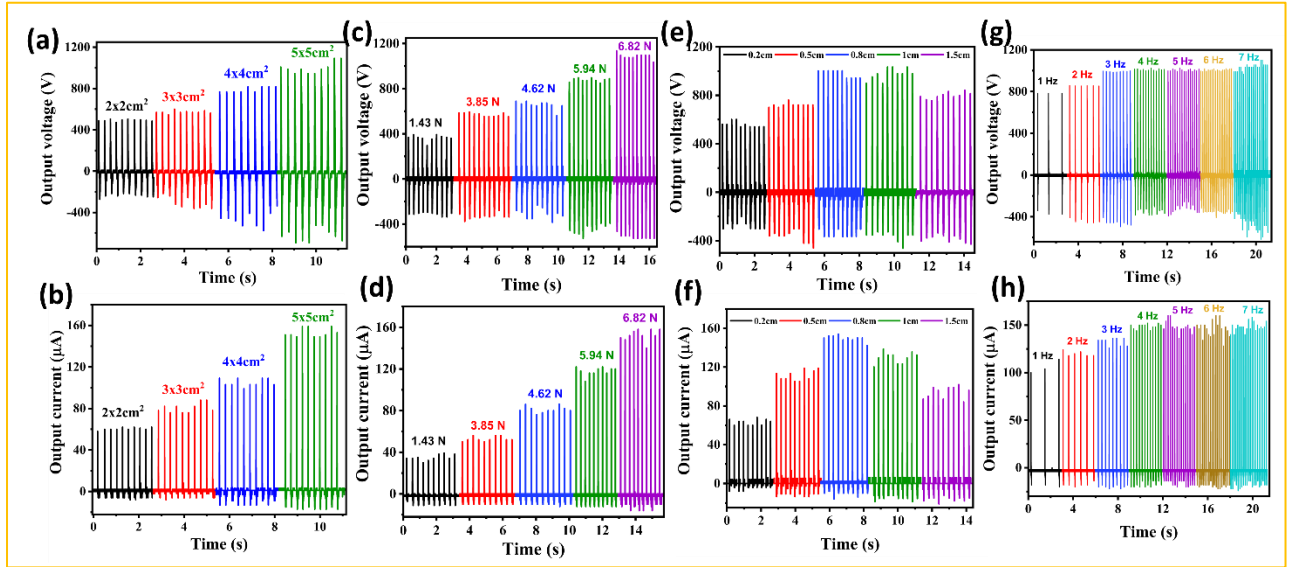 (a)
Output voltage (V)
1200
800
400
0
-400
2x2cm²
3x3cm²
4x4cm²
5x5cm²
0 2 4 6 8 10
Time (s)
(c)
Output voltage (V)
1200
800
400
0
-400
1.43 N
3.85 N
4.62 N
5.94 N
6.82 N
0 2 4 6 8 10 12 14 16
Time (s)
(e)
Output voltage (V)
1200
800
400
0
-400
0.2cm 0.5cm 0.8cm 1cm 1.5cm
0 2 4 6 8 10 12 14
Time (s)
(g)
Output voltage (V)
1200
800
400
0
-400
1 Hz
2 Hz
3 Hz
4 Hz
5 Hz
6 Hz
7 Hz
0 4 8 12 16 20
Time (s)
(b)
Output current (μA)
160
120
80
40
0
2x2cm²
3x3cm²
4x4cm²
5x5cm²
0 2 4 6 8 10
Time (s)
(d)
Output current (μA)
160
120
80
40
0
1.43 N
3.85 N
4.62 N
5.94 N
6.82 N
0 2 4 6 8 10 12 14
Time (s)
(f)
Output current (μA)
160
120
80
40
0
0.2cm 0.5cm 0.8cm 1cm 1.5cm
0 2 4 6 8 10 12 14
Time (s)
(h)
Output current (μA)
150
100
50
0
1 Hz
2 Hz
3 Hz
4 Hz
5 Hz
6 Hz
7 Hz
0 4 8 12 16 20
Time (s)